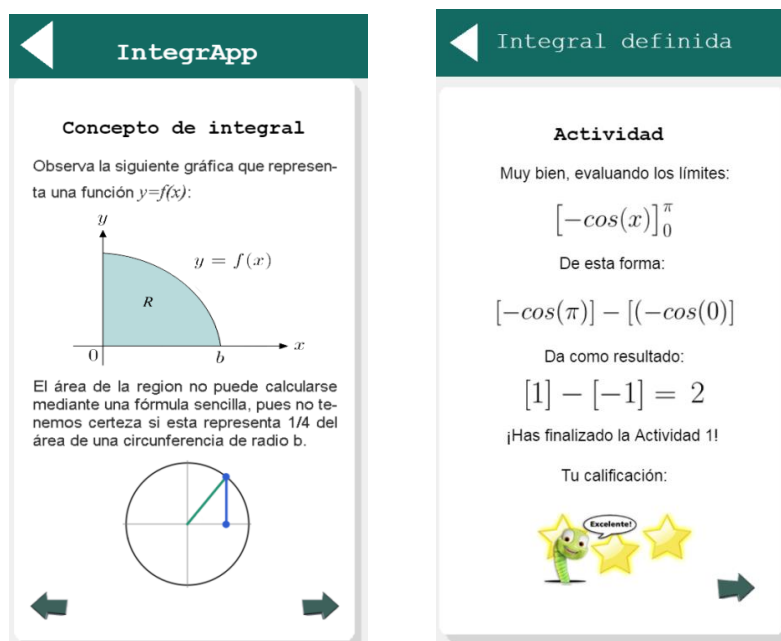 IntegrApp
Concepto de integral
Observa la siguiente gráfica que represen-
ta una función y=f(x):
y
y = f(x)
R
0
b
x
El área de la region no puede calcularse
mediante una fórmula sencilla, pues no te-
nemos certeza si esta representa 1/4 del
área de una circunferencia de radio b.
Integral definida
Actividad
Muy bien, evaluando los límites:
[-cos(x)]₀^π
De esta forma:
[-cos(π)] - [(-cos(0)]
Da como resultado:
[1] - [-1] = 2
¡Has finalizado la Actividad 1!
Tu calificación:
Excelente!